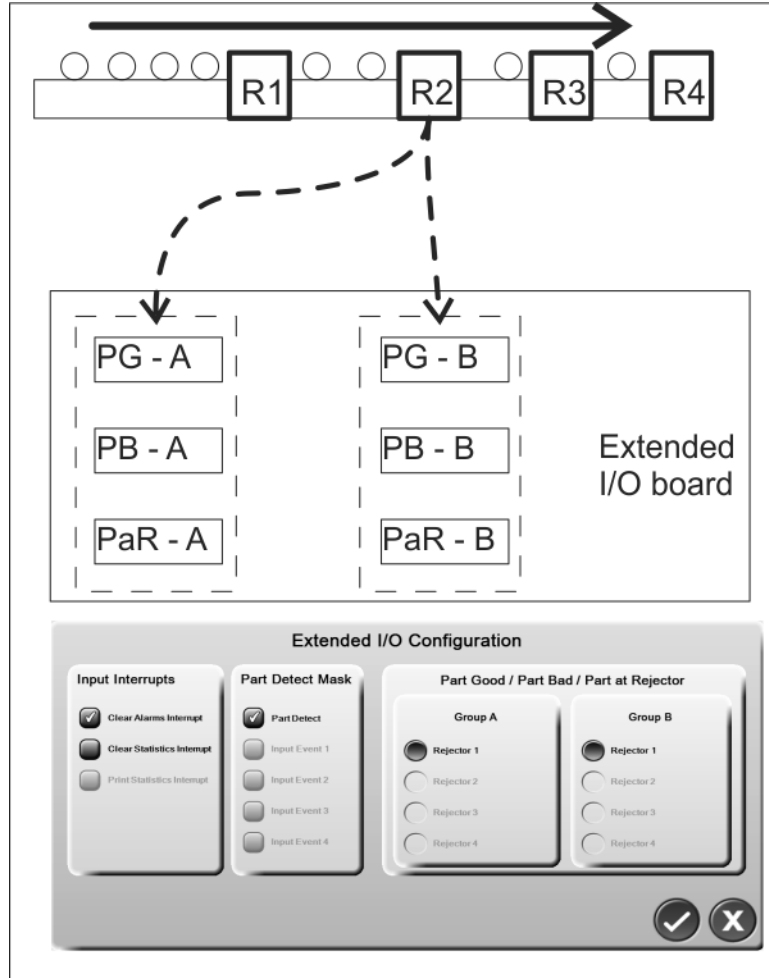 R1 R2 R3 R4
PG - A PG - B
PB - A PB - B
Extended
I/O board
PaR - A PaR - B
Extended I/O Configuration
Input Interrupts
Clear Alarms Interrupt
Clear Statistics Interrupt
Print Statistics Interrupt
Part Detect Mask
Part Detect
Input Event 1
Input Event 2
Input Event 3
Input Event 4
Part Good / Part Bad / Part at Rejector
Group A
Rejector 1
Rejector 2
Rejector 3
Rejector 4
Group B
Rejector 1
Rejector 2
Rejector 3
Rejector 4